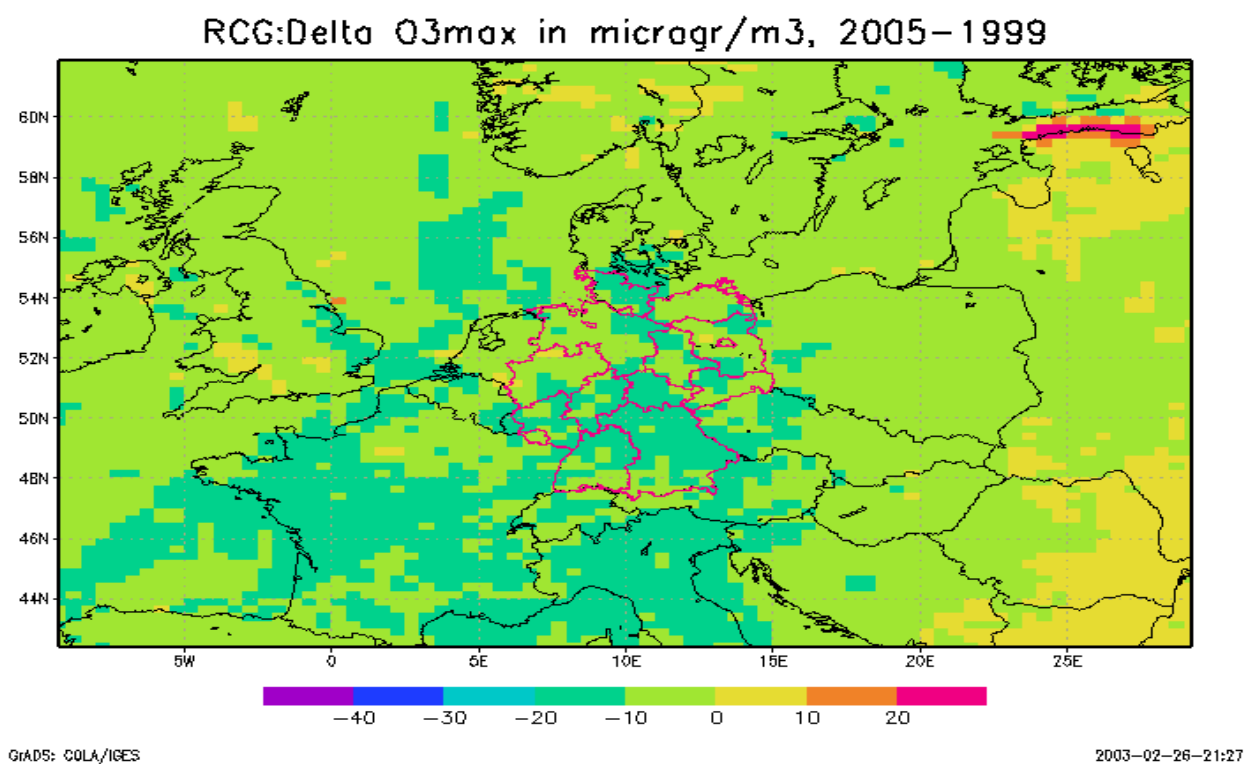 RCG:Delta O3max in microgr/m3, 2005-1999
60N
58N
56N
54N
52N
50N
48N
46N
44N
5W 0 5E 10E 15E 20E 25E
-40 -30 -20 -10 0 10 20
GrADS: COLA/IGES 2003-02-26-21:27